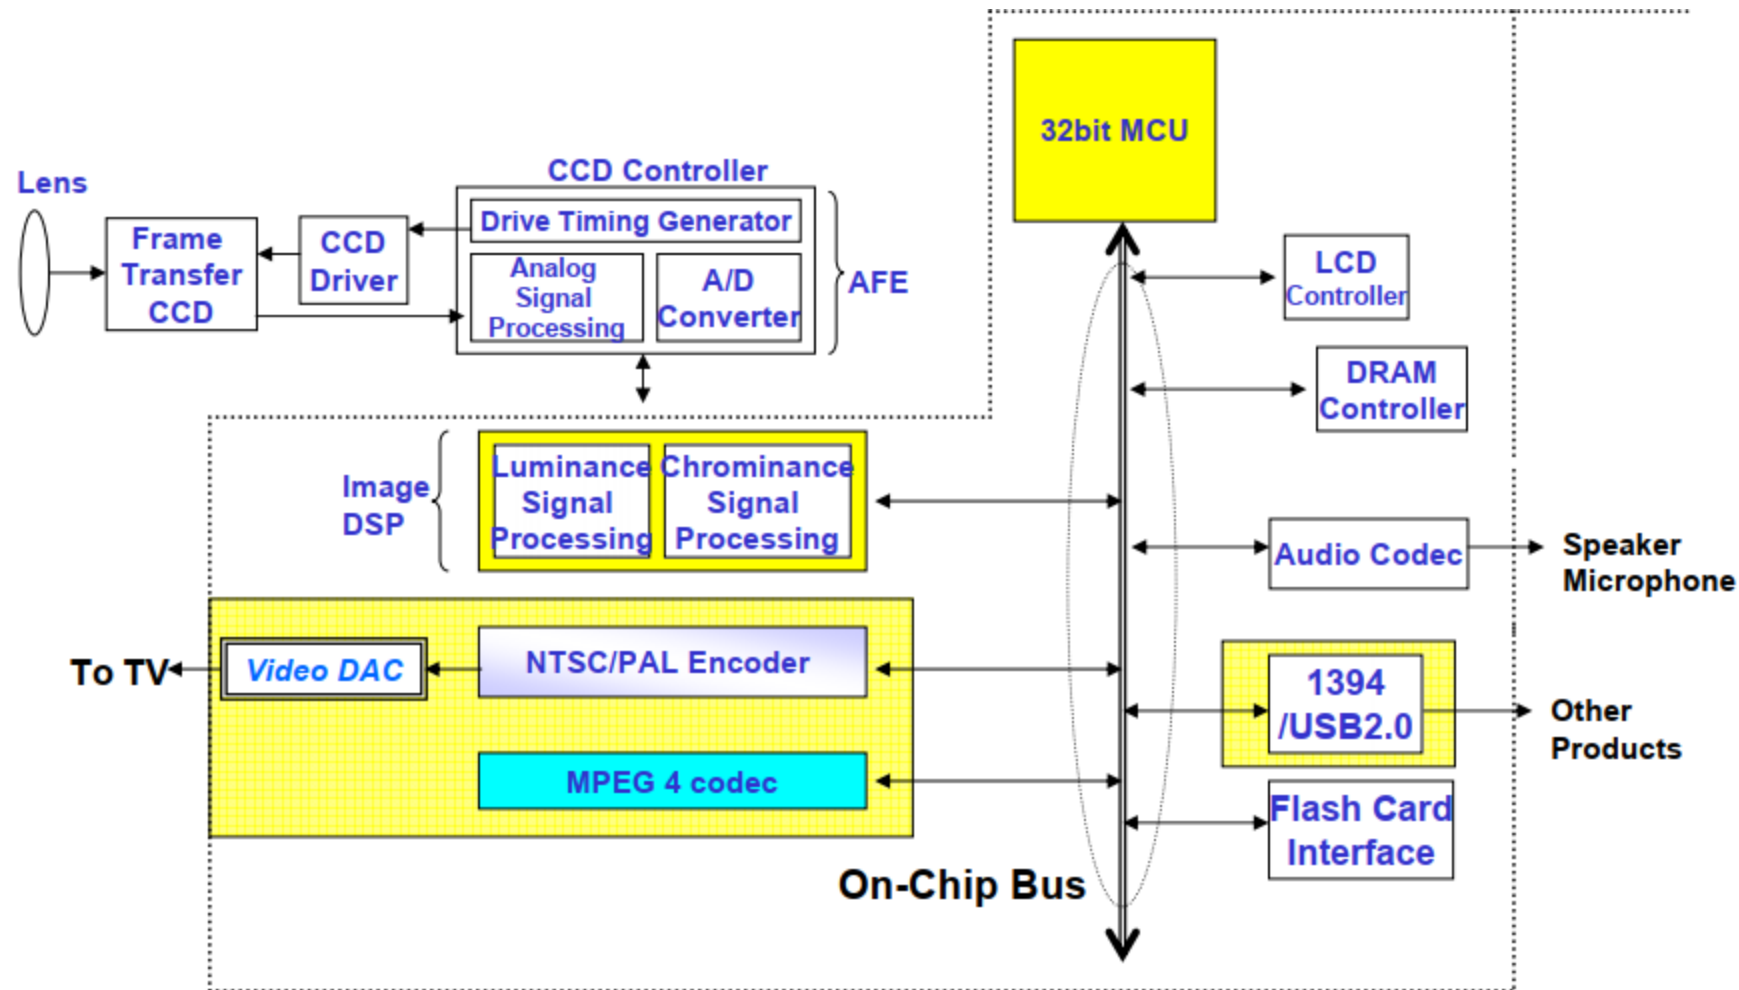 32bit MCU
CCD Controller
Lens
Drive Timing Generator
Frame
Transfer
CCD
CCD
Driver
Analog
Signal
Processing
A/D
Converter
AFE
LCD
Controller
DRAM
Controller
Image
DSP
Luminance
Signal
Processing
Chrominance
Signal
Processing
Audio Codec
Speaker
Microphone
To TV
Video DAC
NTSC/PAL Encoder
1394
/USB2.0
Other
Products
MPEG 4 codec
Flash Card
Interface
On-Chip Bus